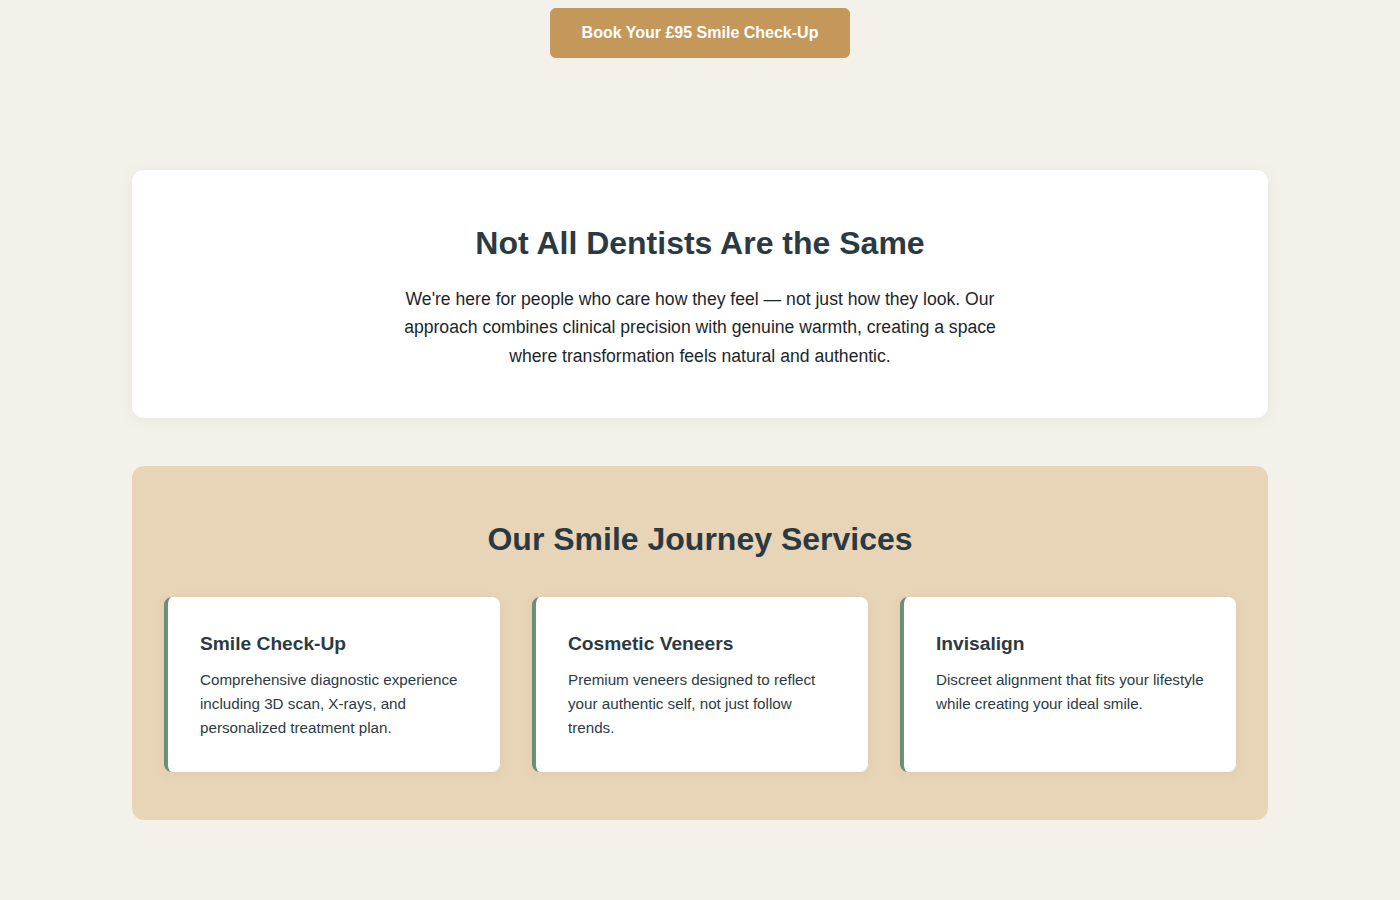 Book Your £95 Smile Check-Up
Not All Dentists Are the Same
We're here for people who care how they feel — not just how they look. Our
approach combines clinical precision with genuine warmth, creating a space
where transformation feels natural and authentic.
Our Smile Journey Services
Smile Check-Up
Comprehensive diagnostic experience
including 3D scan, X-rays, and
personalized treatment plan.
Cosmetic Veneers
Premium veneers designed to reflect
your authentic self, not just follow
trends.
Invisalign
Discreet alignment that fits your lifestyle
while creating your ideal smile.